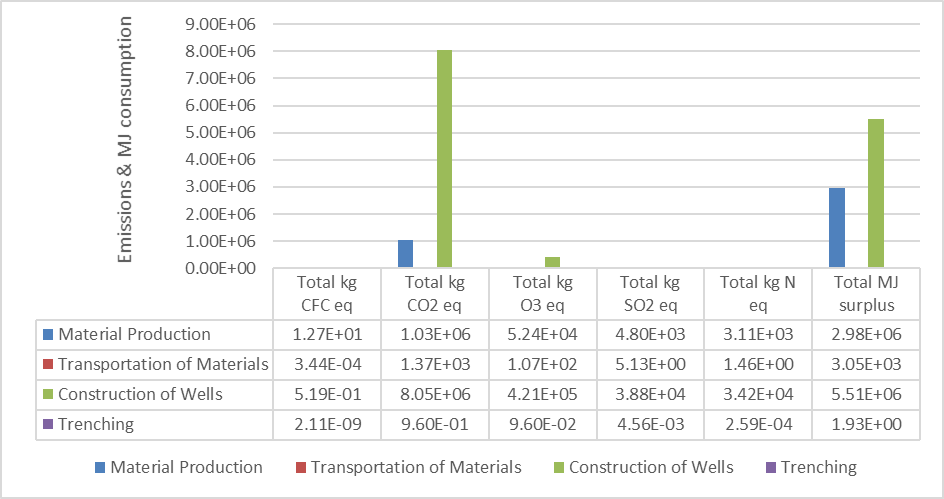 Emissions & MJ consumption
9.00E+06
8.00E+06
7.00E+06
6.00E+06
5.00E+06
4.00E+06
3.00E+06
2.00E+06
1.00E+06
0.00E+00
Total kg CFC eq Total kg CO2 eq Total kg O3 eq Total kg SO2 eq Total kg N eq Total MJ surplus
Material Production 1.27E+01 1.03E+06 5.24E+04 4.80E+03 3.11E+03 2.98E+06
Transportation of Materials 3.44E-04 1.37E+03 1.07E+02 5.13E+00 1.46E+00 3.05E+03
Construction of Wells 5.19E-01 8.05E+06 4.21E+05 3.88E+04 3.42E+04 5.51E+06
Trenching 2.11E-09 9.60E-01 9.60E-02 4.56E-03 2.59E-04 1.93E+00
Material Production Transportation of Materials Construction of Wells Trenching